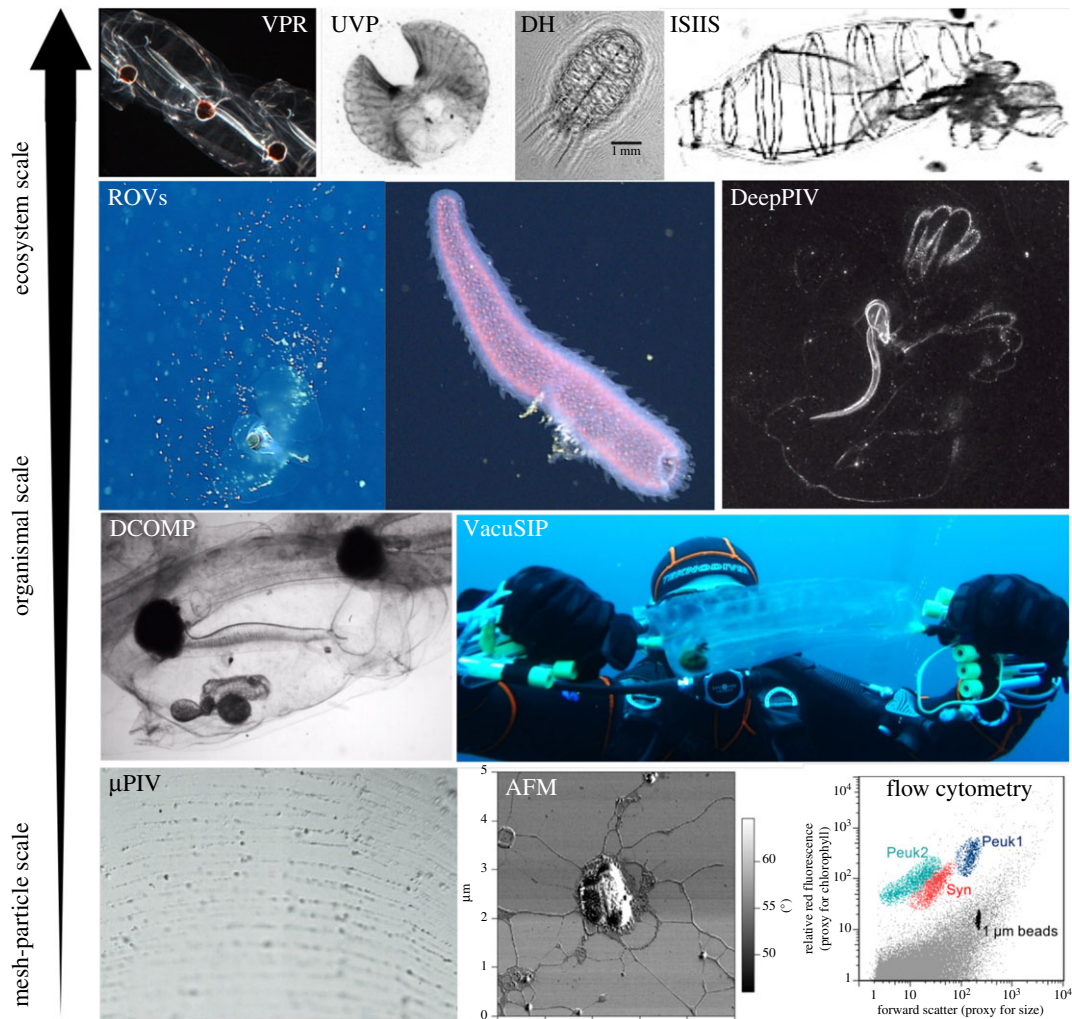 VPR
UVP
DH
ISIIS
1 mm
ecosystem scale
ROVs
DeepPIV
organismal scale
DCOMP
VacuSIP
TEKNODIVER
mesh-particle scale
µPIV
AFM
5
4
3
2
1
0
µm
60
55
50
(°)
flow cytometry
relative red fluorescence
(proxy for chlorophyll)
10⁴
10³
10²
10
1
Peuk2
Peuk1
Syn
1 µm beads
1 10 10² 10³ 10⁴
forward scatter (proxy for size)